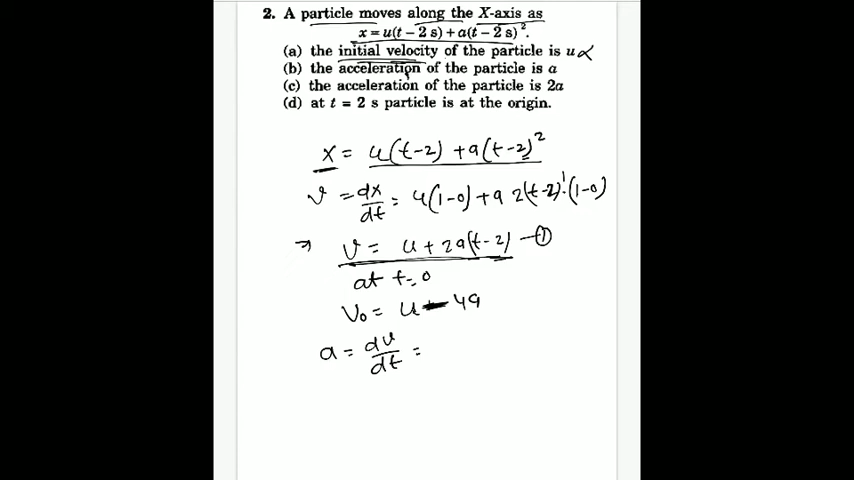 2. A particle moves along the X-axis as
x = u(t − 2 s) + a(t − 2 s)².
(a) the initial velocity of the particle is u ×
(b) the acceleration of the particle is a
(c) the acceleration of the particle is 2a
(d) at t = 2 s particle is at the origin.
x = u(t-2) + a(t-2)²
v = dx/dt = u(1-0) + a 2(t-2)¹·(1-0)
⇒ v = u + 2a(t-2) —①
at t=0
V₀ = u - 4a
a = dv/dt =